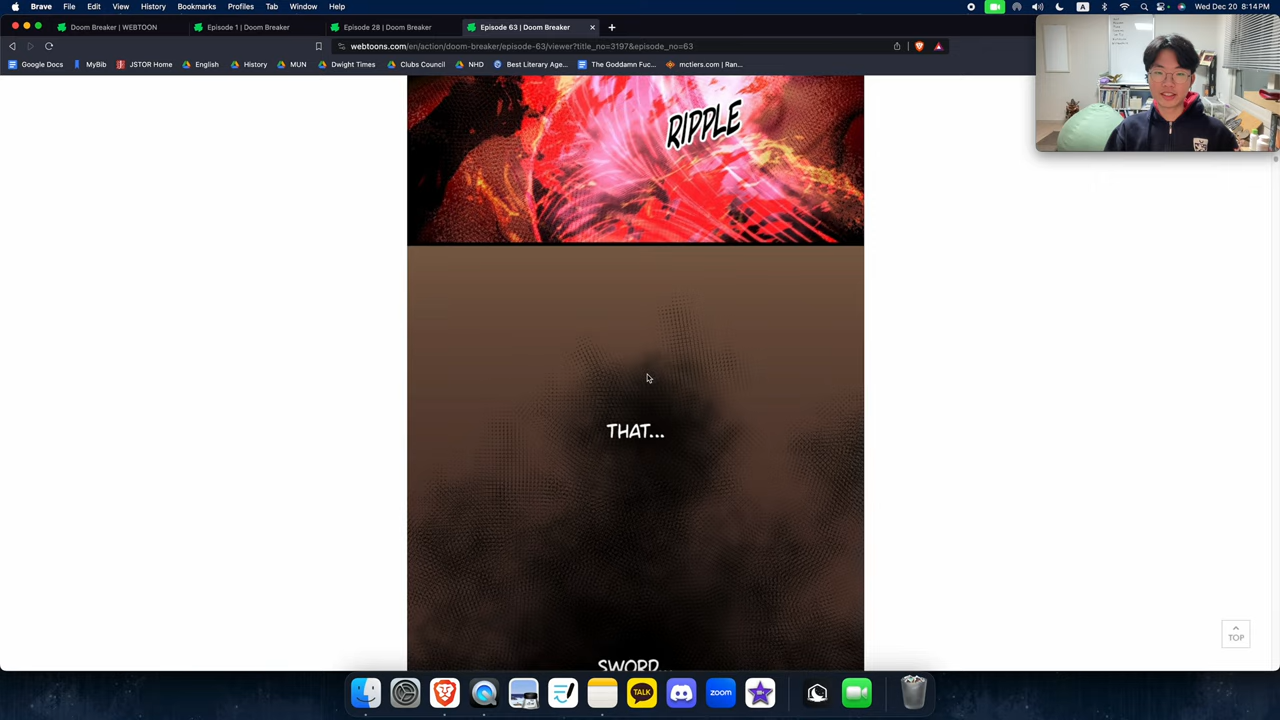 Brave File Edit View History Bookmarks Profiles Tab Window Help
A
Wed Dec 20 8:14PM
Doom Breaker | WEBTOON
Episode 1 | Doom Breaker
Episode 28 | Doom Breaker
Episode 63 | Doom Breaker
webtoons.com/en/action/doom-breaker/episode-63/viewer?title_no=3197&episode_no=63
Google Docs MyBib JSTOR Home English History MUN Dwight Times Clubs Council NHD Best Literary Age... The Goddamn Fuc... mctiers.com | Ran...
RIPPLE
THAT...
SWORD...
TOP
TALK
zoom